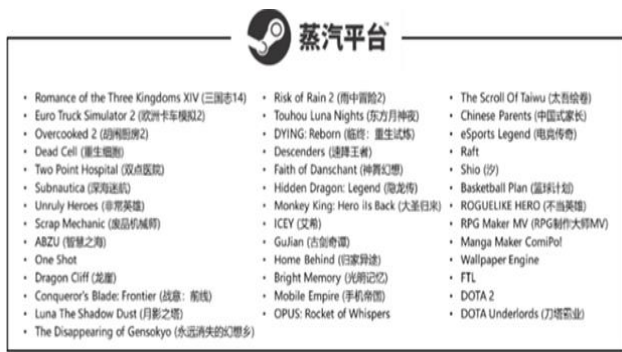 蒸汽平台™
• Romance of the Three Kingdoms XIV (三国志14)
• Euro Truck Simulator 2 (欧洲卡车模拟2)
• Overcooked 2 (胡闹厨房2)
• Dead Cell (重生细胞)
• Two Point Hospital (双点医院)
• Subnautica (深海迷航)
• Unruly Heroes (非常英雄)
• Scrap Mechanic (废品机械师)
• ABZU (智慧之海)
• One Shot
• Dragon Cliff (龙崖)
• Conqueror's Blade: Frontier (战意：前线)
• Luna The Shadow Dust (月影之塔)
• The Disappearing of Gensokyo (永远消失的幻想乡)
• Risk of Rain 2 (雨中冒险2)
• Touhou Luna Nights (东方月神夜)
• DYING: Reborn (临终：重生试炼)
• Descenders (速降王者)
• Faith of Danschant (神舞幻想)
• Hidden Dragon: Legend (隐龙传)
• Monkey King: Hero iIs Back (大圣归来)
• ICEY (艾希)
• GuJian (古剑奇谭)
• Home Behind (归家异途)
• Bright Memory (光明记忆)
• Mobile Empire (手机帝国)
• OPUS: Rocket of Whispers
• The Scroll Of Taiwu (太吾绘卷)
• Chinese Parents (中国式家长)
• eSports Legend (电竞传奇)
• Raft
• Shio (汐)
• Basketball Plan (篮球计划)
• ROGUELIKE HERO (不当英雄)
• RPG Maker MV (RPG制作大师MV)
• Manga Maker ComiPo!
• Wallpaper Engine
• FTL
• DOTA 2
• DOTA Underlords (刀塔霸业)